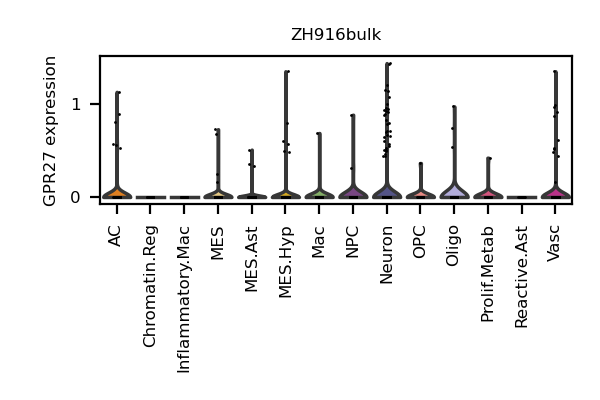 ZH916bulk
GPR27 expression
1
0
AC
Chromatin.Reg
Inflammatory.Mac
MES
MES.Ast
MES.Hyp
Mac
NPC
Neuron
OPC
Oligo
Prolif.Metab
Reactive.Ast
Vasc